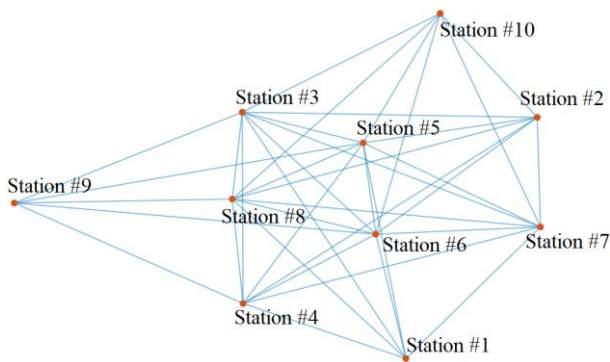 Station #10
Station #3
Station #2
Station #5
Station #9
Station #8
Station #6
Station #7
Station #4
Station #1